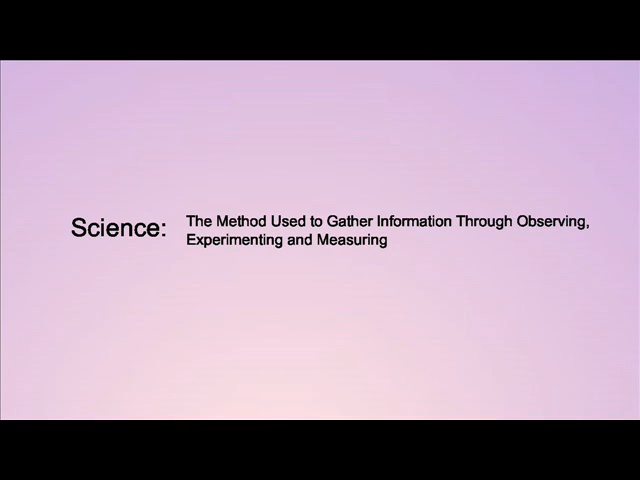 Science:
The Method Used to Gather Information Through Observing,
Experimenting and Measuring